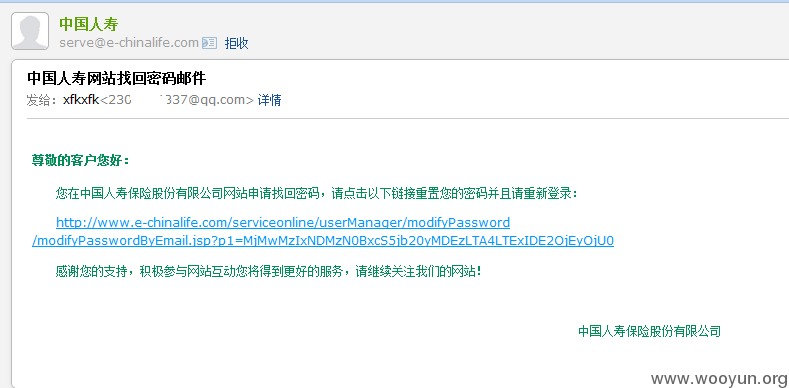 中国人寿
serve@e-chinalife.com 拒收
中国人寿网站找回密码邮件
发给：xfkxfk<230 337@qq.com> 详情
尊敬的客户您好：
您在中国人寿保险股份有限公司网站申请找回密码，请点击以下链接重置您的密码并且请重新登录：
http://www.e-chinalife.com/serviceonline/userManager/modifyPassword
/modifyPasswordByEmail.jsp?p1=MjMwMzIxNDMzN0BxcS5jb20yMDEzLTA4LTExIDE2OjEyOjU0
感谢您的支持，积极参与网站互动您将得到更好的服务，请继续关注我们的网站！
中国人寿保险股份有限公司
www.wooyun.org